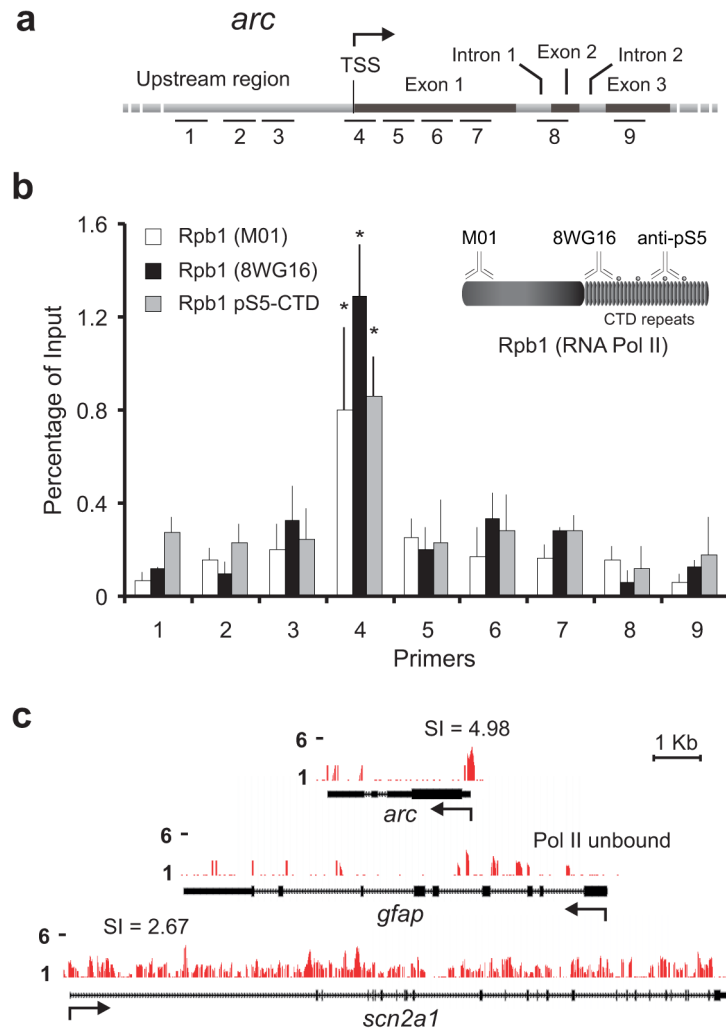 a
arc
TSS
Upstream region
Exon 1
Intron 1
Exon 2
Intron 2
Exon 3
1 2 3 4 5 6 7 8 9
b
1.6
1.2
0.8
0.4
0
Percentage of Input
Rpb1 (M01)
Rpb1 (8WG16)
Rpb1 pS5-CTD
* * *
M01 8WG16 anti-pS5
CTD repeats
Rpb1 (RNA Pol II)
1 2 3 4 5 6 7 8 9
Primers
c
SI = 4.98
1 Kb
6
1
arc
Pol II unbound
6
1
gfap
SI = 2.67
6
1
scn2a1